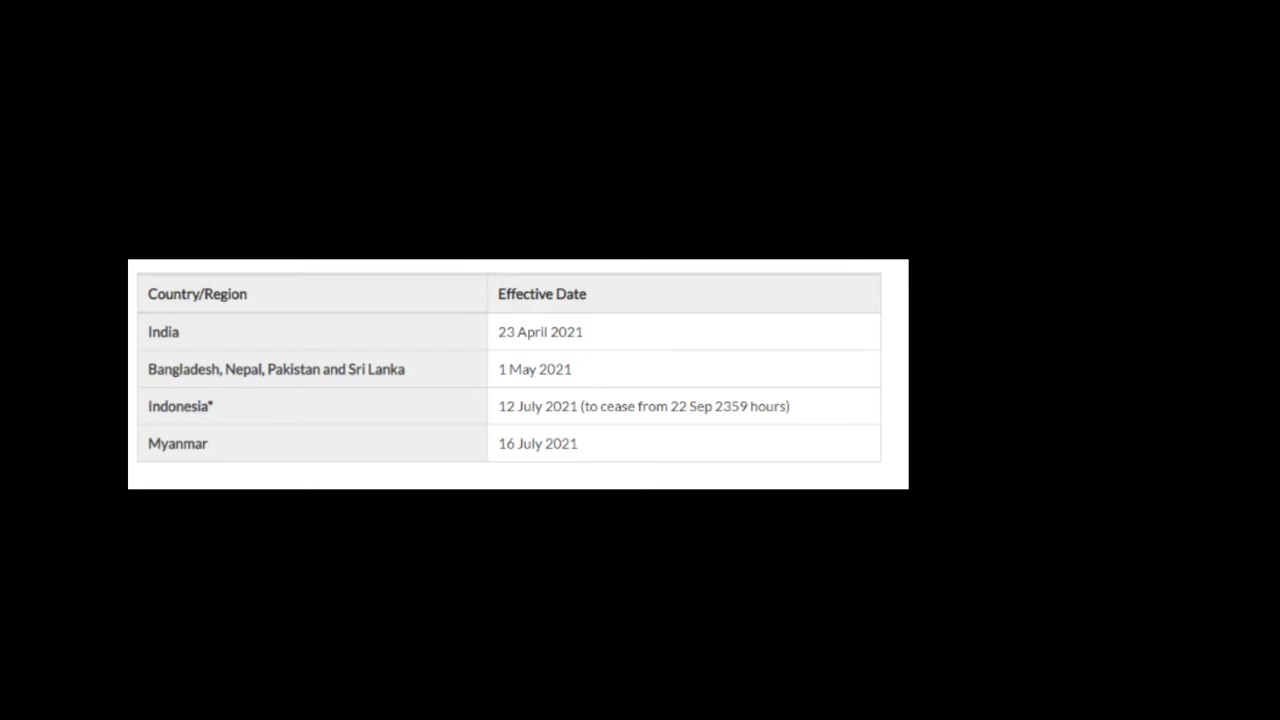 Country/Region Effective Date
India 23 April 2021
Bangladesh, Nepal, Pakistan and Sri Lanka 1 May 2021
Indonesia* 12 July 2021 (to cease from 22 Sep 2359 hours)
Myanmar 16 July 2021